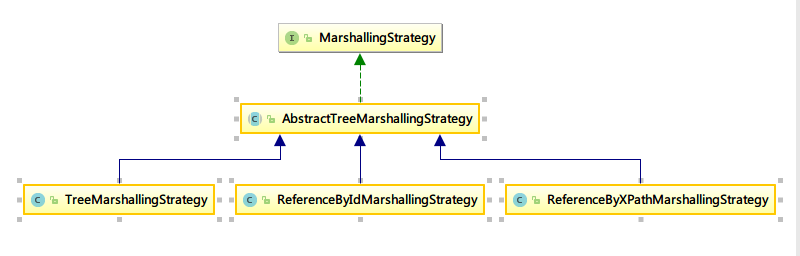 I MarshallingStrategy
C AbstractTreeMarshallingStrategy
C TreeMarshallingStrategy
C ReferenceByIdMarshallingStrategy
C ReferenceByXPathMarshallingStrategy